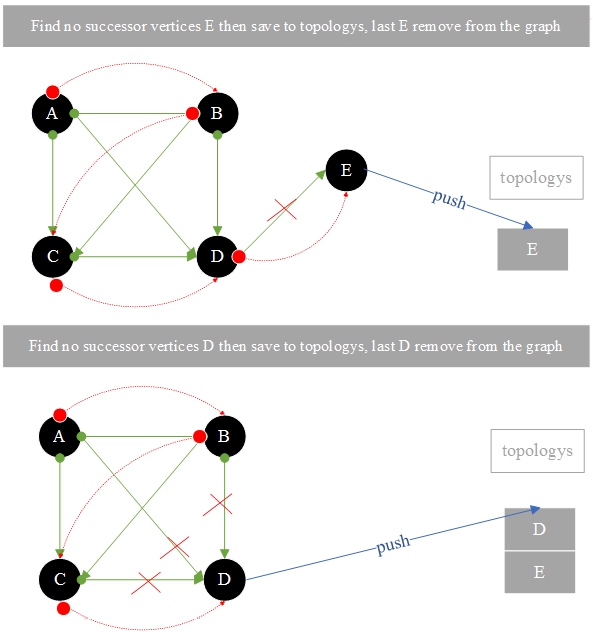 Find no successor vertices E then save to topologys, last E remove from the graph
A
B
E
topologys
push
E
C
D
Find no successor vertices D then save to topologys, last D remove from the graph
A
B
topologys
D
push
E
C
D